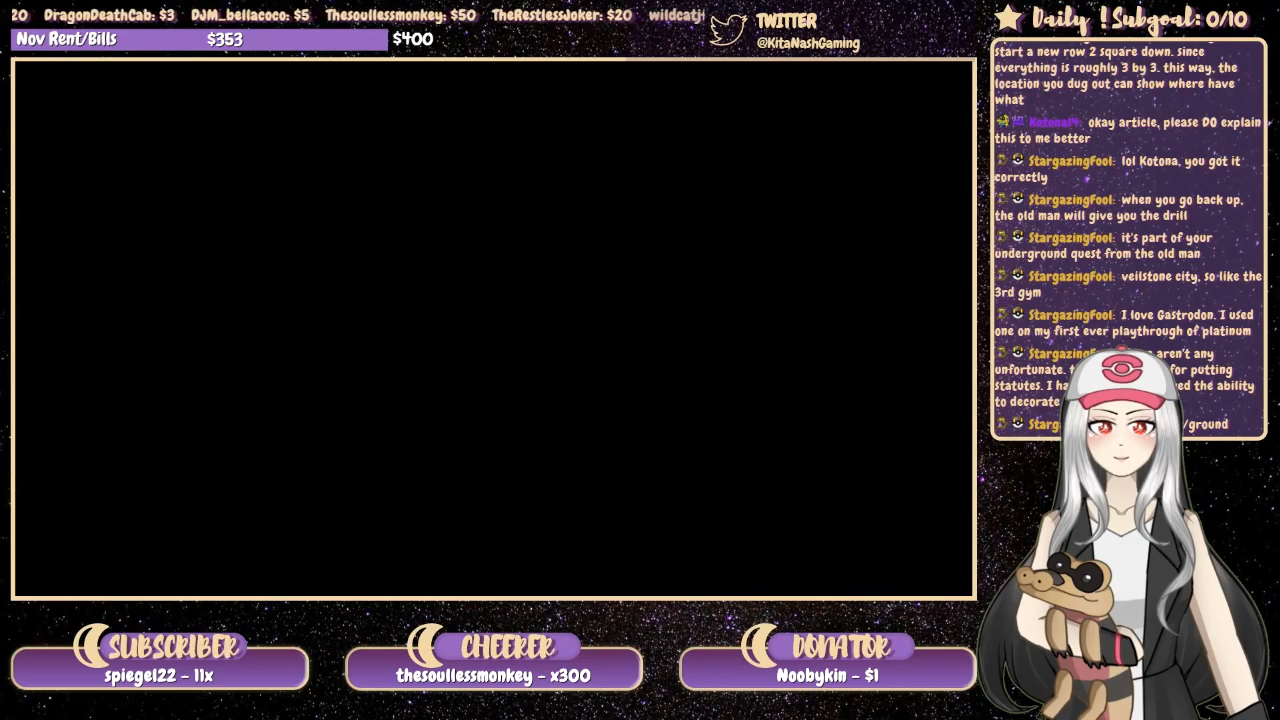 20 DragonDeathCab: $3 DJM_bellacoco: $5 Thesoullessmonkey: $50 TheRestlessJoker: $20 wildcatj
Nov Rent/Bills $353 $400
TWITTER
@KitaNashGaming
Daily !Subgoal: 0/10
start a new row 2 square down. since
everything is roughly 3 by 3. this way, the
location you dug out can show where have
what
Kotona19: okay article, please DO explain
this to me better
StargazingFool: lol Kotona, you got it
correctly
StargazingFool: when you go back up,
the old man will give you the drill
StargazingFool: it's part of your
underground quest from the old man
StargazingFool: veilstone city, so like the
3rd gym
StargazingFool: I love Gastrodon. I used
one on my first ever playthrough of platinum
aren't any
unfortunate. for putting
statutes. I ed the ability
to decorate
/ground
SUBSCRIBER
spiegel22 - 11x
CHEERER
thesoullessmonkey - x300
DONATOR
Noobykin - $1